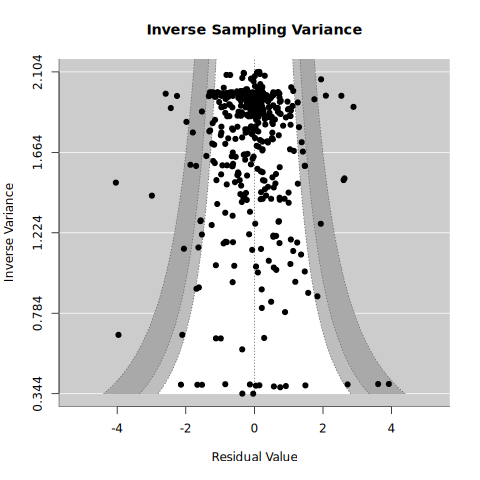 Inverse Sampling Variance
Inverse Variance
2.104
1.664
1.224
0.784
0.344
-4 -2 0 2 4
Residual Value